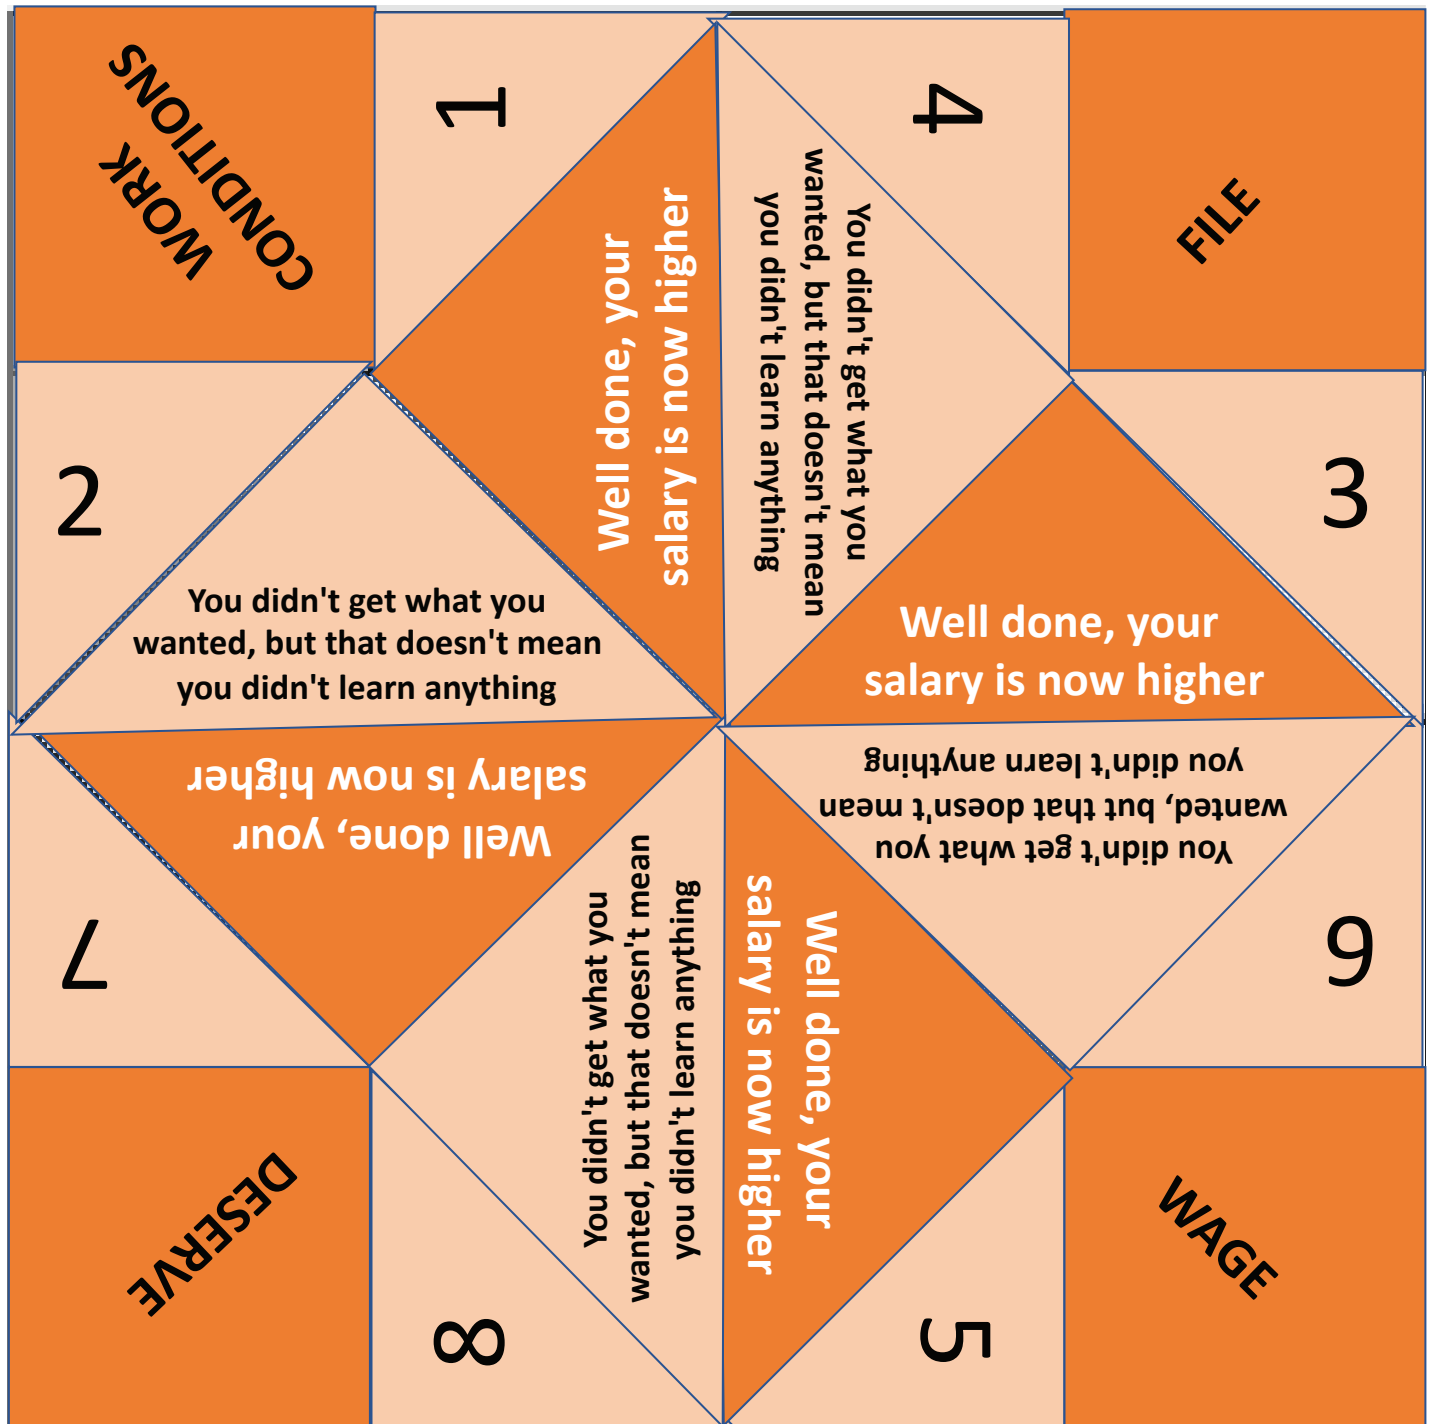 WORK
CONDITIONS
1
4
FILE
2
3
Well done, your
salary is now higher
You didn't get what you
wanted, but that doesn't mean
you didn't learn anything
You didn't get what you
wanted, but that doesn't mean
you didn't learn anything
Well done, your
salary is now higher
Well done, your
salary is now higher
You didn't get what you
wanted, but that doesn't mean
you didn't learn anything
7
6
You didn't get what you
wanted, but that doesn't mean
you didn't learn anything
Well done, your
salary is now higher
DESERVE
8
5
WAGE